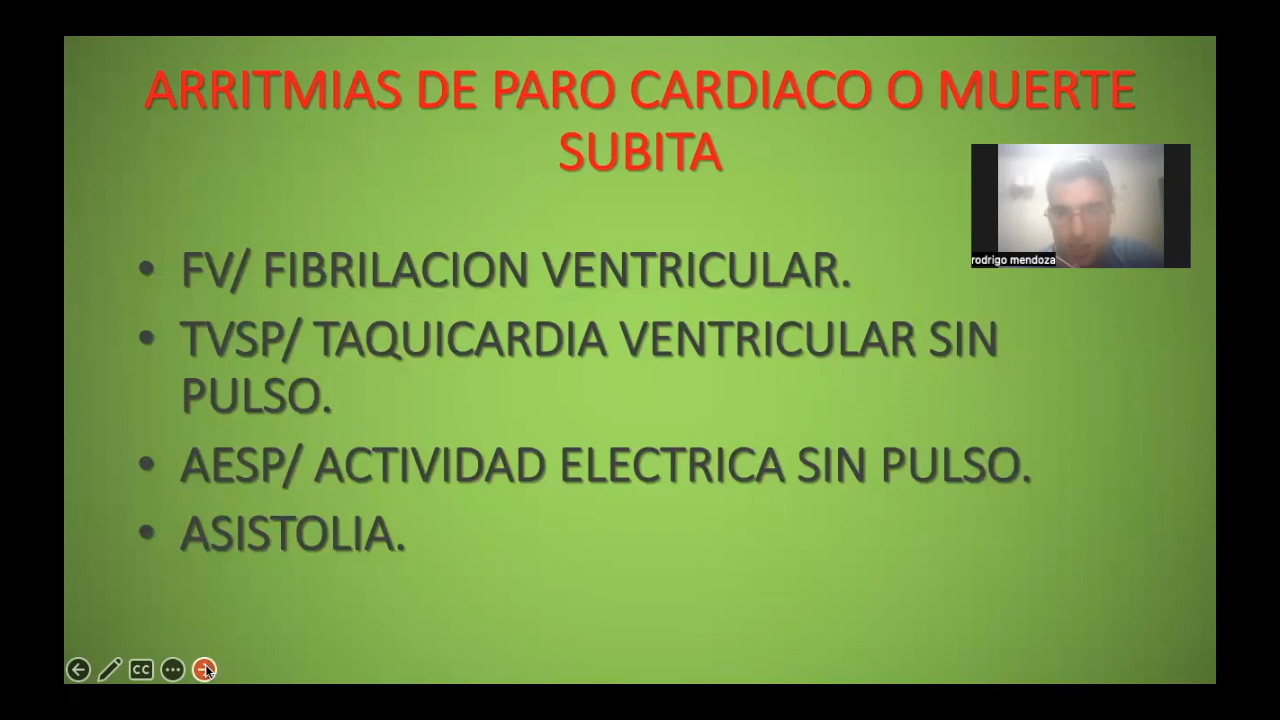 ARRITMIAS DE PARO CARDIACO O MUERTE
SUBITA
rodrigo mendoza
• FV/ FIBRILACION VENTRICULAR.
• TVSP/ TAQUICARDIA VENTRICULAR SIN
PULSO.
• AESP/ ACTIVIDAD ELECTRICA SIN PULSO.
• ASISTOLIA.
CC